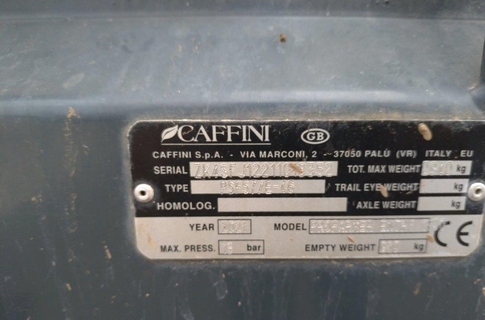 CAFFINI GB
CAFFINI S.p.A. - VIA MARCONI, 2 - 37050 PALÙ (VR) ITALY EU
SERIAL TOT. MAX WEIGHT kg
TYPE TRAIL EYE WEIGHT kg
HOMOLOG. AXLE WEIGHT kg
YEAR MODEL
MAX. PRESS. bar EMPTY WEIGHT kg CE